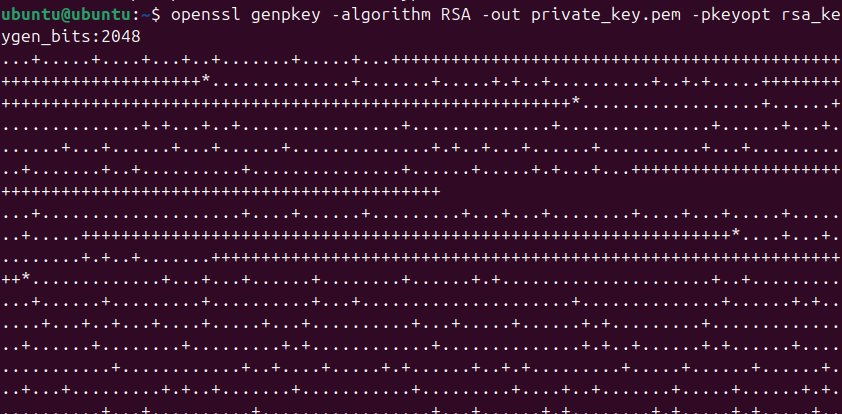 ubuntu@ubuntu:~$ openssl genpkey -algorithm RSA -out private_key.pem -pkeyopt rsa_ke
ygen_bits:2048